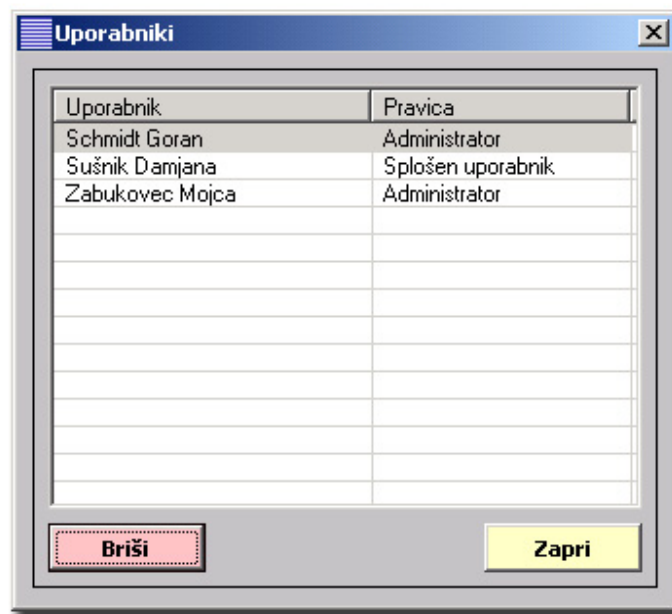 Uporabniki
Uporabnik Pravica
Schmidt Goran Administrator
Sušnik Damjana Splošen uporabnik
Zabukovec Mojca Administrator
Briši Zapri